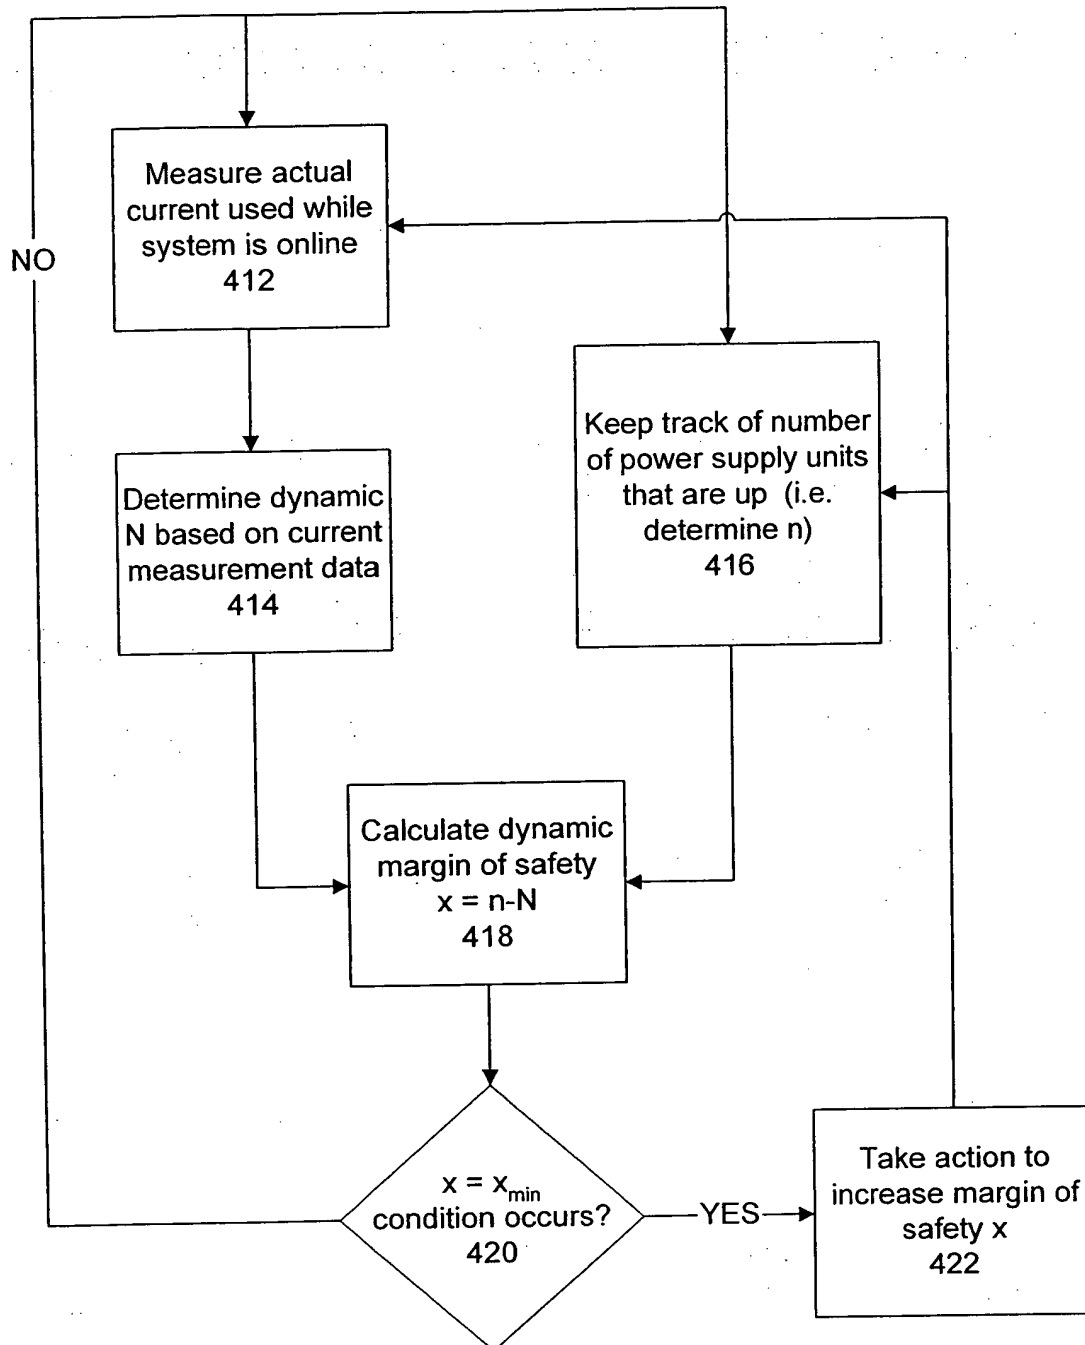 Measure actual
current used while
system is online
412
NO
Keep track of number
of power supply units
that are up (i.e.
determine n)
416
Determine dynamic
N based on current
measurement data
414
Calculate dynamic
margin of safety
x = n-N
418
x = xmin
condition occurs?
420
YES
Take action to
increase margin of
safety x
422